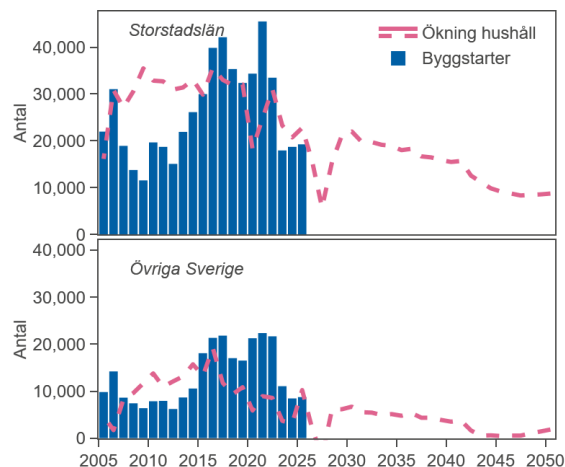 Storstadslän
Ökning hushåll
Byggstarter
Antal
40,000
30,000
20,000
10,000
0
Övriga Sverige
Antal
40,000
30,000
20,000
10,000
0
2005 2010 2015 2020 2025 2030 2035 2040 2045 2050